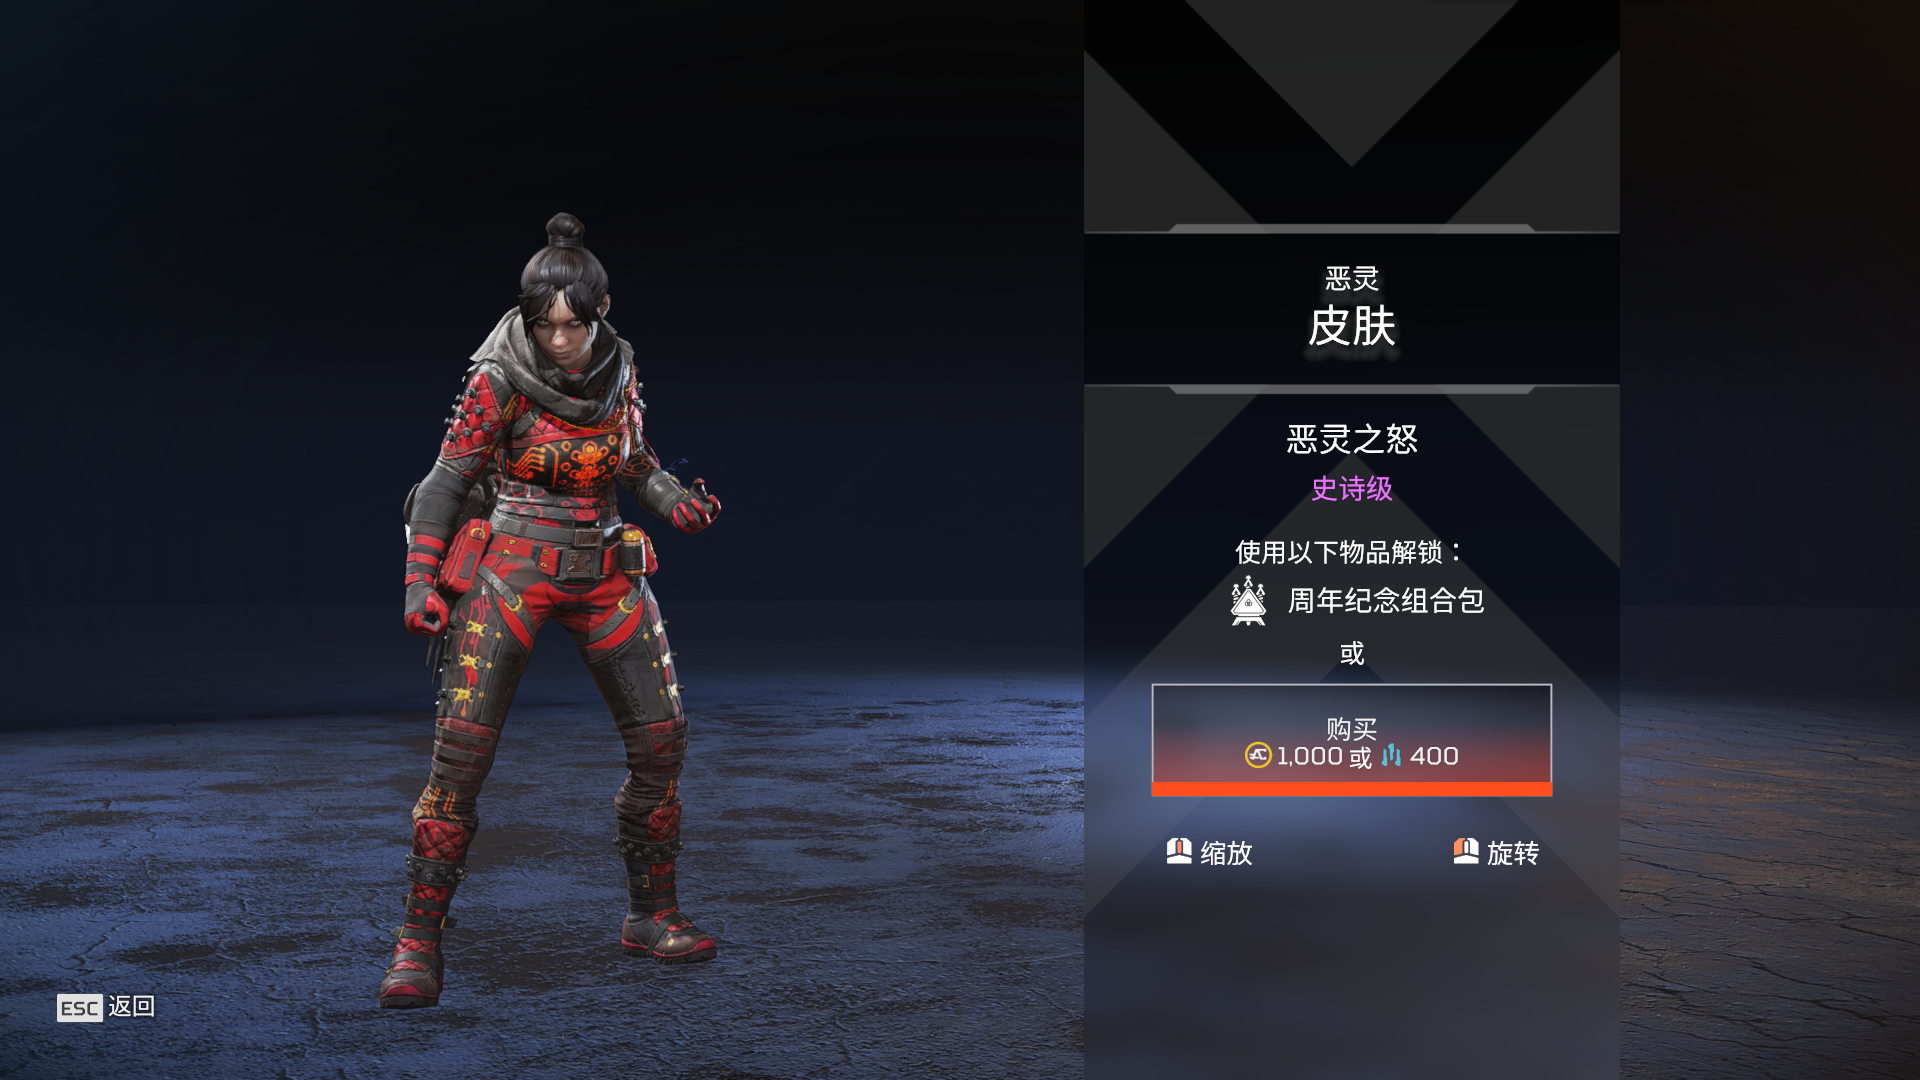 恶灵
皮肤
恶灵之怒
史诗级
使用以下物品解锁：
周年纪念组合包
或
购买
1,000 或 400
缩放
旋转
ESC 返回